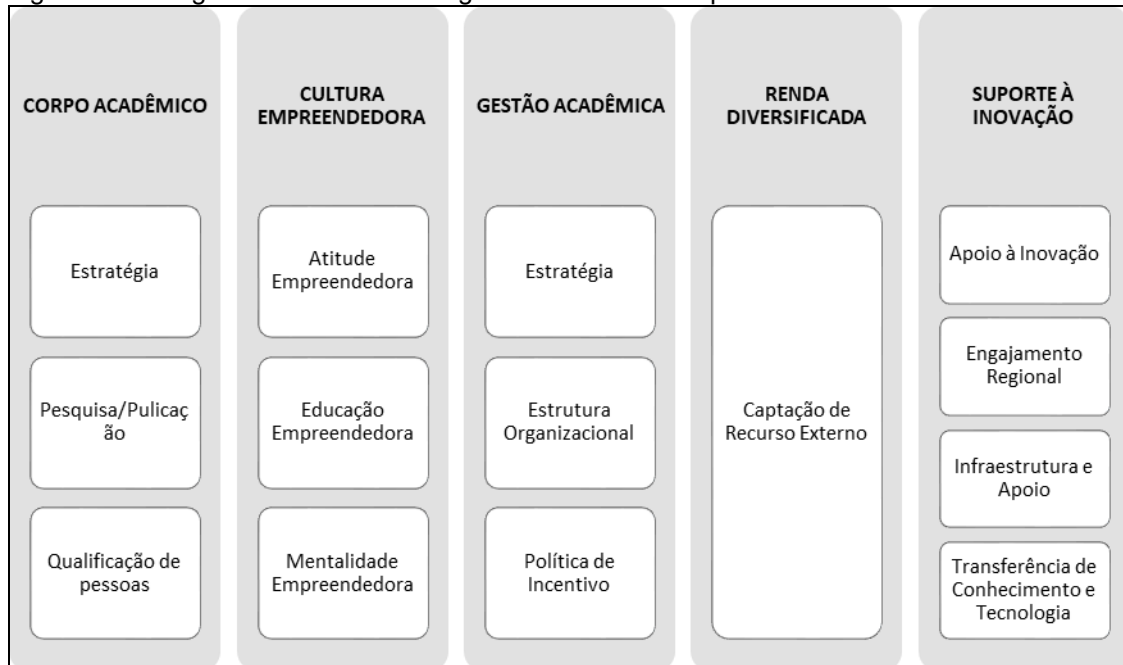 CORPO ACADÊMICO
Estratégia
Pesquisa/Pulicaç
ão
Qualificação de
pessoas
CULTURA
EMPREENDEDORA
Atitude
Empreendedora
Educação
Empreendedora
Mentalidade
Empreendedora
GESTÃO ACADÊMICA
Estratégia
Estrutura
Organizacional
Política de
Incentivo
RENDA
DIVERSIFICADA
Captação de
Recurso Externo
SUPORTE À
INOVAÇÃO
Apoio à Inovação
Engajamento
Regional
Infraestrutura e
Apoio
Transferência de
Conhecimento e
Tecnologia